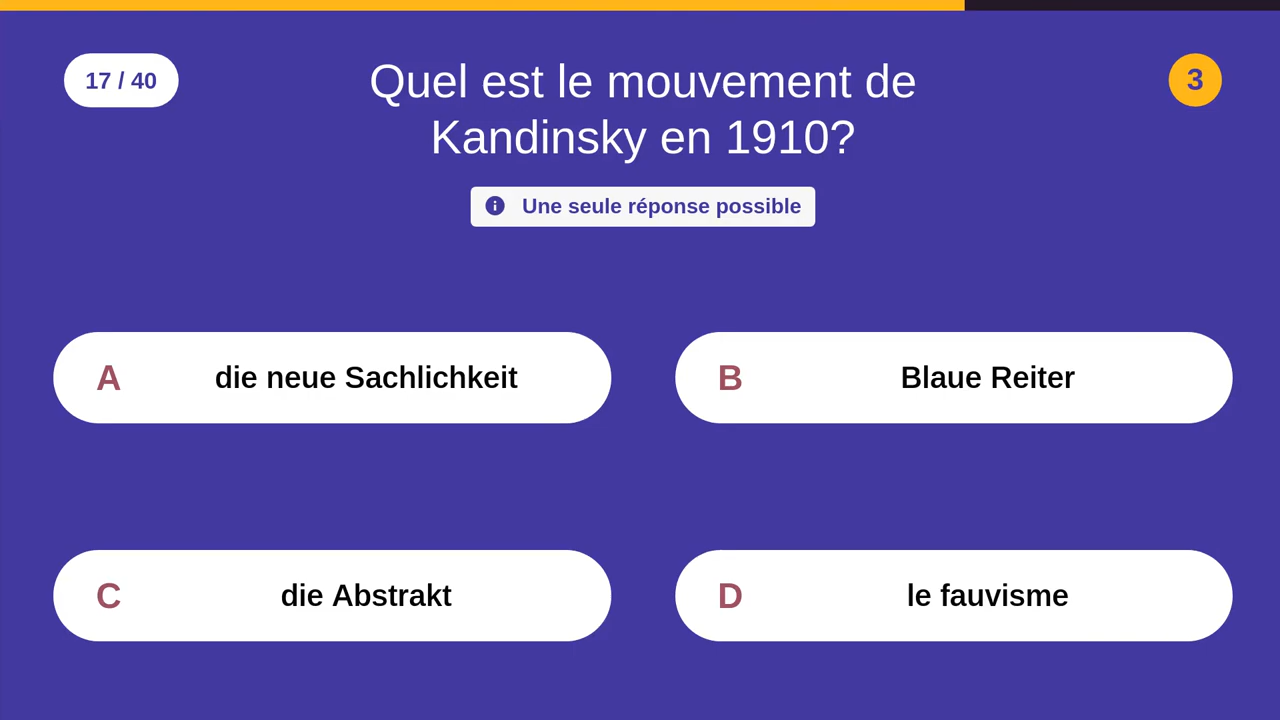 17 / 40
Quel est le mouvement de
Kandinsky en 1910?
3
Une seule réponse possible
A die neue Sachlichkeit
B Blaue Reiter
C die Abstrakt
D le fauvisme